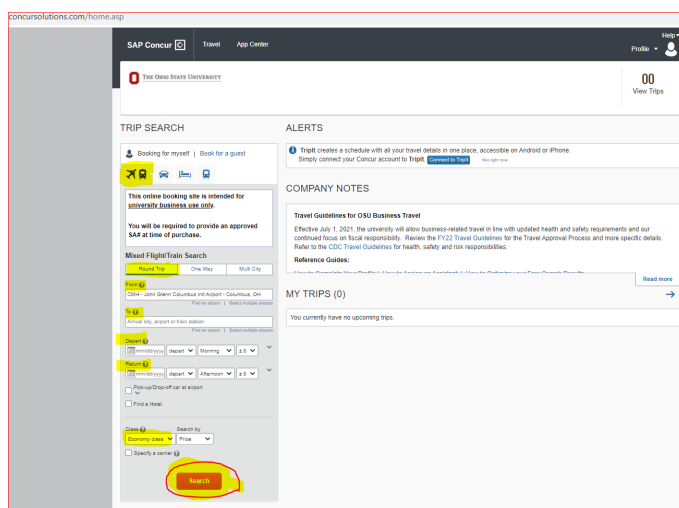 concursolutions.com/home.asp
SAP Concur C Travel App Center
Help
Profile
THE OHIO STATE UNIVERSITY
00
View Trips
TRIP SEARCH
Booking for myself | Book for a guest
This online booking site is intended for
university business use only.
You will be required to provide an approved
SA# at time of purchase.
Mixed Flight/Train Search
Round Trip One Way Multi City
From ?
CMH - John Glenn Columbus Intl Airport - Columbus, OH
Find an airport | Select multiple airports
To ?
Arrival city, airport or train station
Find an airport | Select multiple airports
Depart ?
mm/dd/yyyy depart Morning ± 8
Return ?
mm/dd/yyyy depart Afternoon ± 8
Pick-up/Drop-off car at airport
Find a Hotel
Class ? Search by
Economy class Price
Specify a carrier ?
Search
ALERTS
TripIt creates a schedule with all your travel details in one place, accessible on Android or iPhone.
Simply connect your Concur account to TripIt. Connect to TripIt Not right now
COMPANY NOTES
Travel Guidelines for OSU Business Travel
Effective July 1, 2021, the university will allow business-related travel in line with updated health and safety requirements and our
continued focus on fiscal responsibility. Review the FY22 Travel Guidelines for the Travel Approval Process and more specific details.
Refer to the CDC Travel Guidelines for health, safety and risk responsibilities.
Reference Guides:
Read more
MY TRIPS (0)
You currently have no upcoming trips.